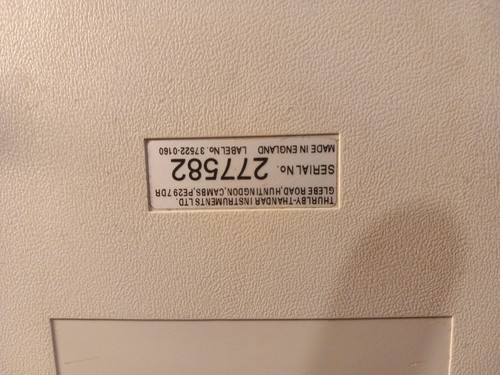 THURLBY-THANDAR INSTRUMENTS LTD.
GLEBE ROAD,HUNTINGDON,CAMBS,PE29 7DR
SERIAL No. 277582
MADE IN ENGLAND LABEL No. 37522-0160